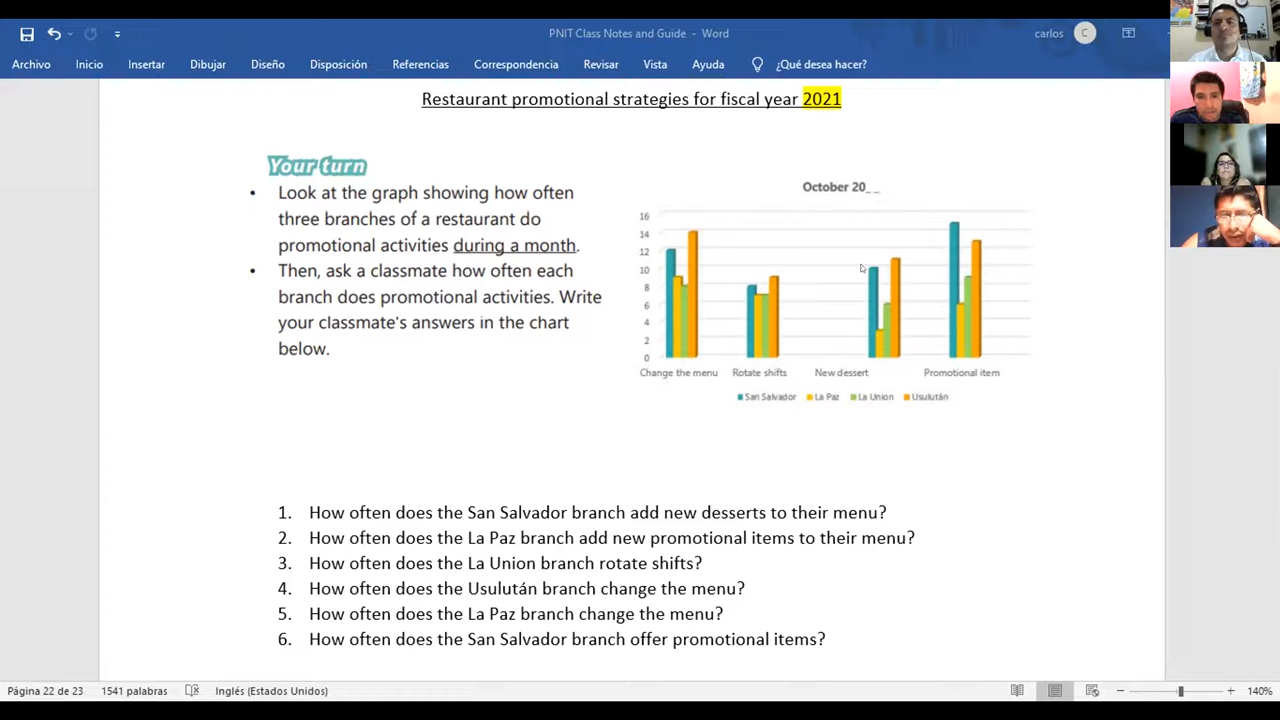 PNIT Class Notes and Guide - Word
carlos
C
Archivo Inicio Insertar Dibujar Diseño Disposición Referencias Correspondencia Revisar Vista Ayuda ¿Qué desea hacer?
Restaurant promotional strategies for fiscal year 2021
Your turn
• Look at the graph showing how often
three branches of a restaurant do
promotional activities during a month.
• Then, ask a classmate how often each
branch does promotional activities. Write
your classmate's answers in the chart
below.
October 20
16
14
12
10
8
6
4
2
0
Change the menu Rotate shifts New dessert Promotional item
San Salvador La Paz La Union Usulután
1. How often does the San Salvador branch add new desserts to their menu?
2. How often does the La Paz branch add new promotional items to their menu?
3. How often does the La Union branch rotate shifts?
4. How often does the Usulután branch change the menu?
5. How often does the La Paz branch change the menu?
6. How often does the San Salvador branch offer promotional items?
Página 22 de 23 1541 palabras Inglés (Estados Unidos) 140%